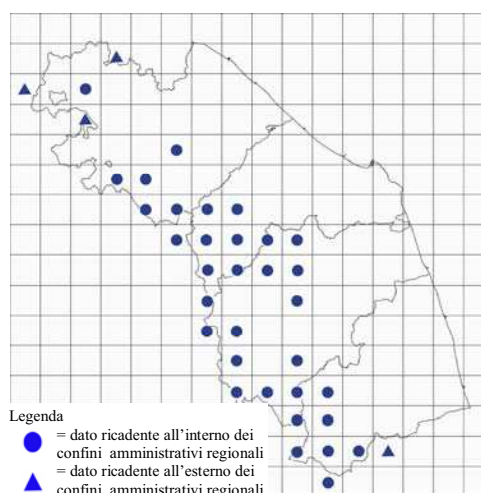 Legenda
= dato ricadente all'interno dei
confini amministrativi regionali
= dato ricadente all'esterno dei
confini amministrativi regionali